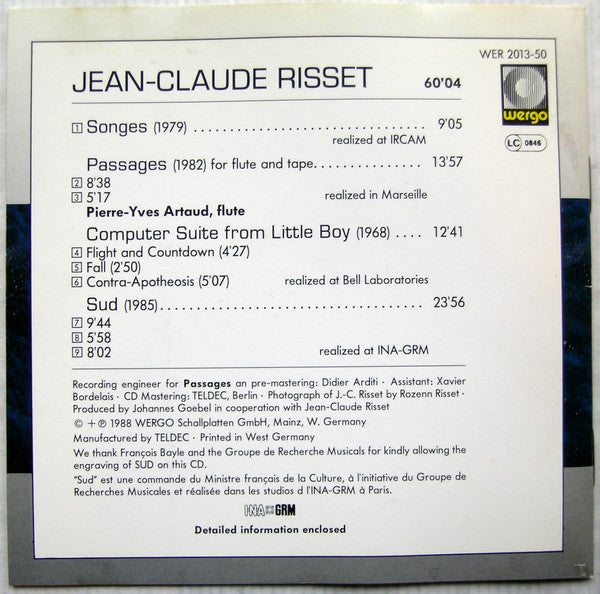 WER 2013-50
JEAN-CLAUDE RISSET 60'04
wergo
LC 0846
1 Songes (1979) .......................... 9'05
realized at IRCAM
Passages (1982) for flute and tape............... 13'57
2 8'38
3 5'17 realized in Marseille
Pierre-Yves Artaud, flute
Computer Suite from Little Boy (1968) .... 12'41
4 Flight and Countdown (4'27)
5 Fall (2'50)
6 Contra-Apotheosis (5'07) realized at Bell Laboratories
Sud (1985)................................... 23'56
7 9'44
8 5'58
9 8'02 realized at INA-GRM
Recording engineer for Passages an pre-mastering: Didier Arditi · Assistant: Xavier
Bordelais · CD Mastering: TELDEC, Berlin · Photograph of J.-C. Risset by Rozenn Risset ·
Produced by Johannes Goebel in cooperation with Jean-Claude Risset
© + ℗ 1988 WERGO Schallplatten GmbH, Mainz, W. Germany
Manufactured by TELDEC · Printed in West Germany
We thank François Bayle and the Groupe de Recherche Musicals for kindly allowing the
engraving of SUD on this CD.
"Sud" est une commande du Ministre français de la Culture, à l'initiative du Groupe de
Recherches Musicales et réalisée dans les studios d l'INA-GRM à Paris.
INA GRM
Detailed information enclosed